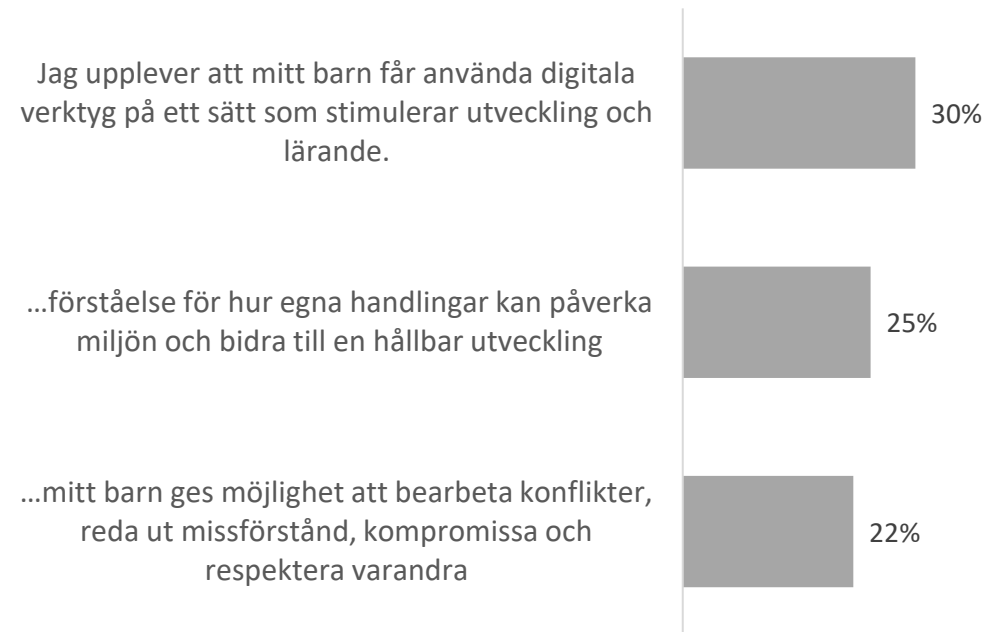 Jag upplever att mitt barn får använda digitala
verktyg på ett sätt som stimulerar utveckling och
lärande.
30%
...förståelse för hur egna handlingar kan påverka
miljön och bidra till en hållbar utveckling
25%
...mitt barn ges möjlighet att bearbeta konflikter,
reda ut missförstånd, kompromissa och
respektera varandra
22%